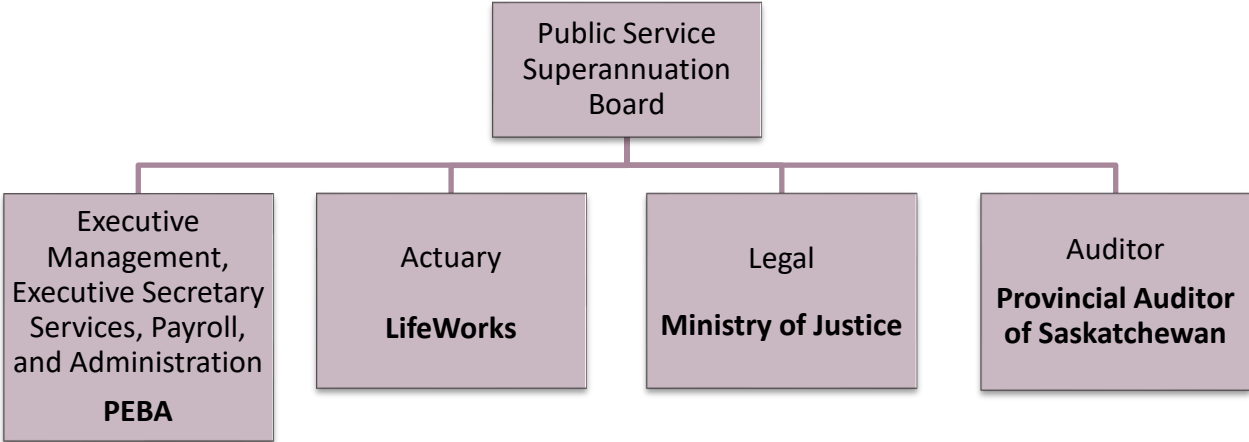 Public Service
Superannuation
Board
Executive
Management,
Executive Secretary
Services, Payroll,
and Administration
PEBA
Actuary
LifeWorks
Legal
Ministry of Justice
Auditor
Provincial Auditor
of Saskatchewan